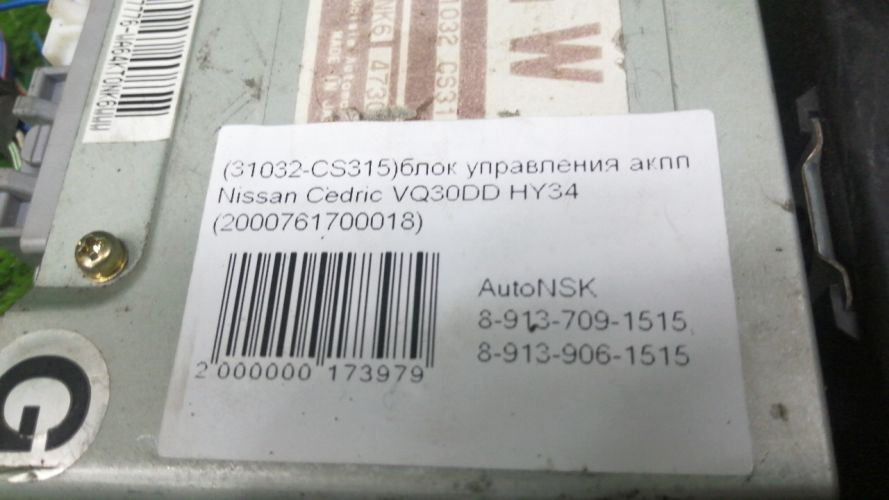 (31032-CS315)блок управления акпп
Nissan Cedric VQ30DD HY34
(2000761700018)
2 000000 173979
AutoNSK
8-913-709-1515
8-913-906-1515
W
G